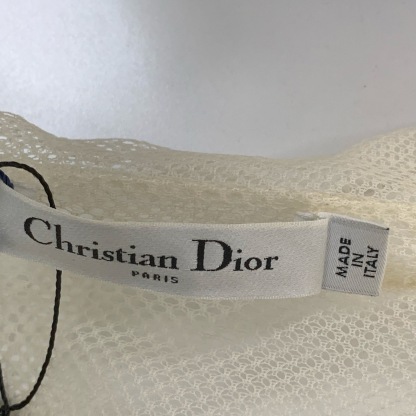 Christian Dior
PARIS
MADE
IN
ITALY